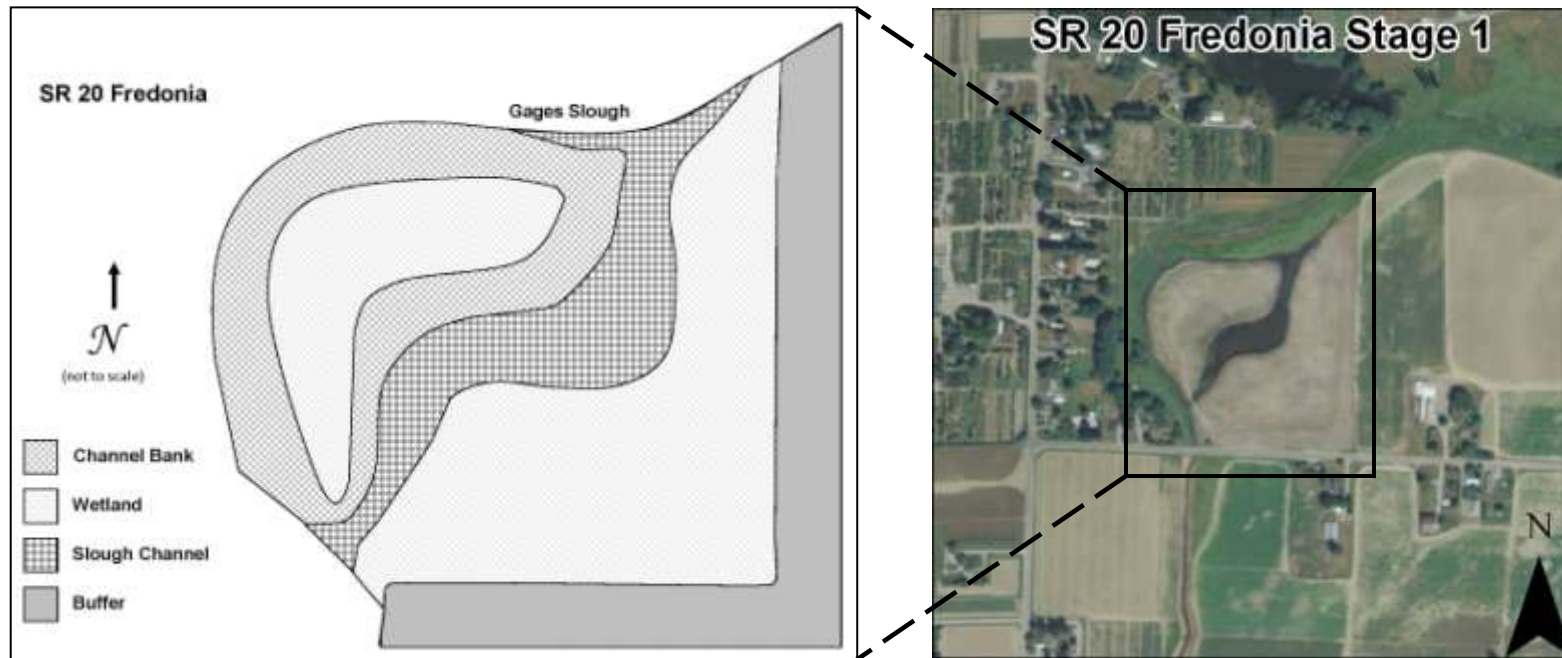 SR 20 Fredonia
Gages Slough
N
(not to scale)
Channel Bank
Wetland
Slough Channel
Buffer
SR 20 Fredonia Stage 1
N